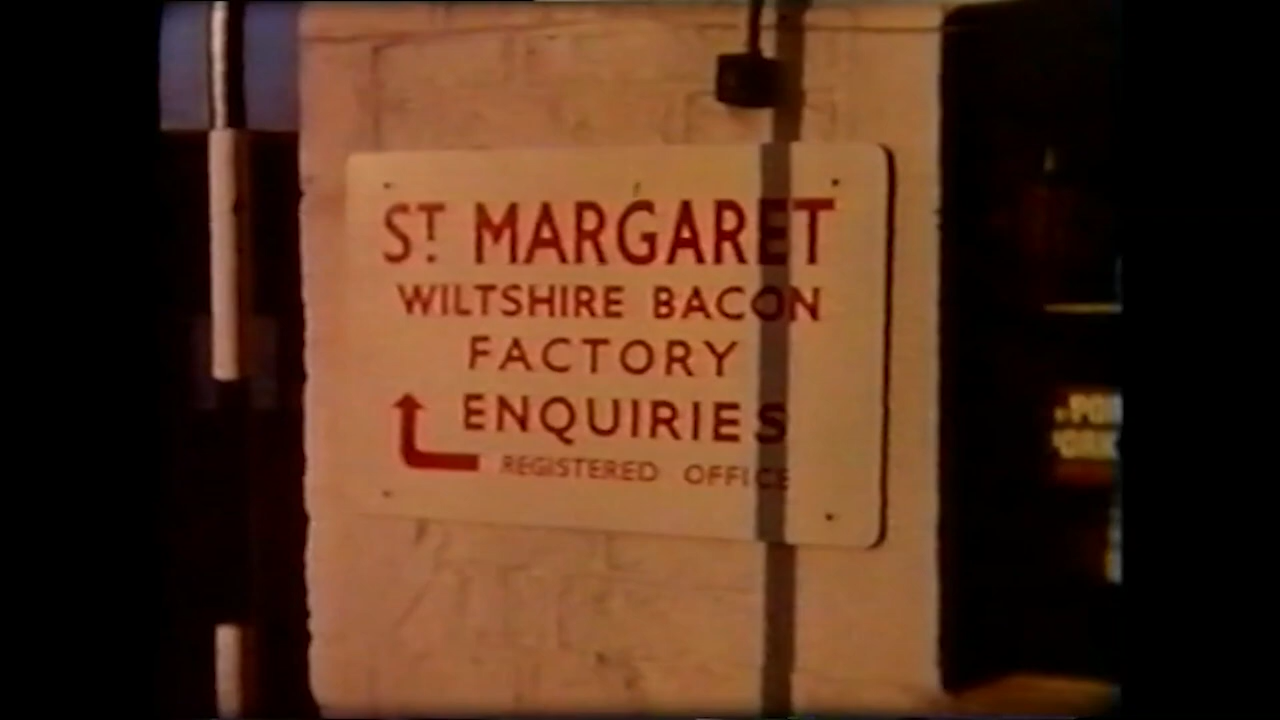 ST. MARGARET
WILTSHIRE BACON
FACTORY
ENQUIRIES
REGISTERED OFFICE